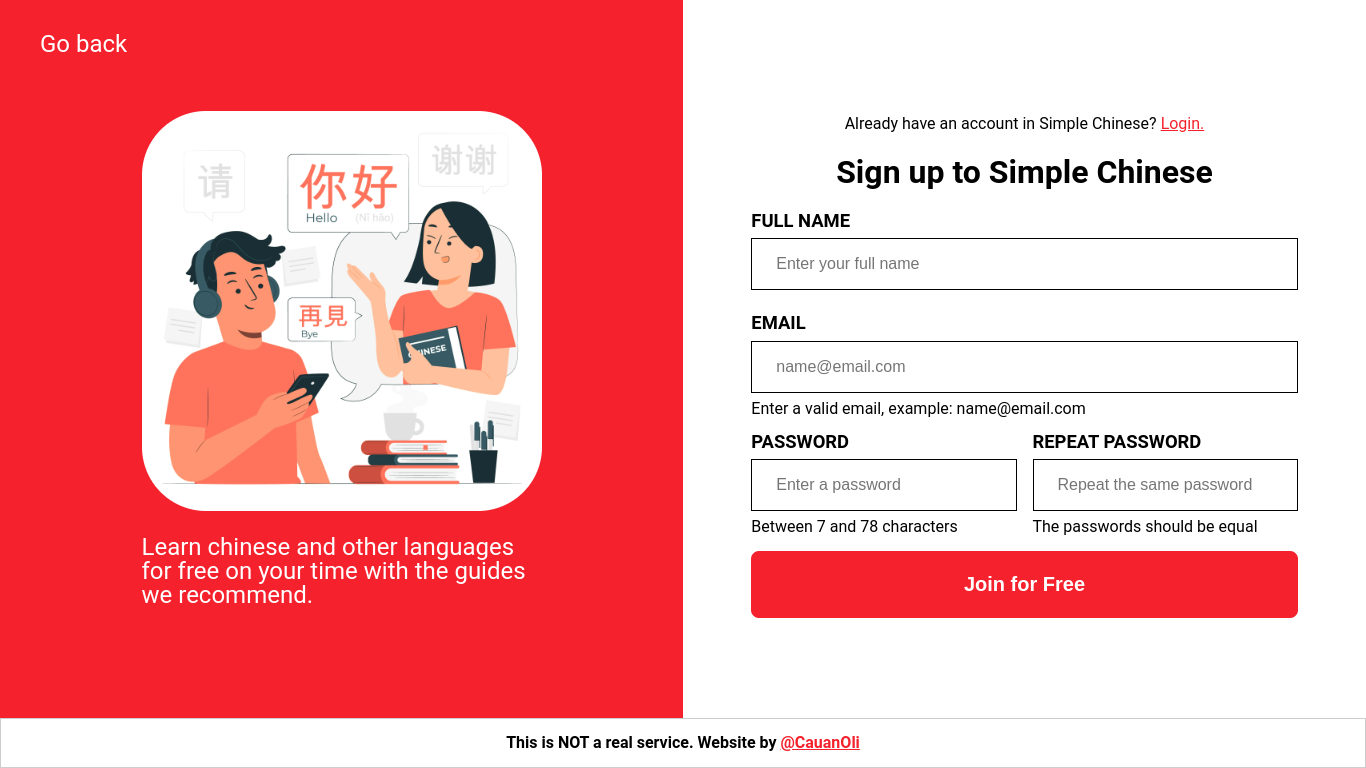 Go back
请
你好
Hello (Nǐ hǎo)
谢谢
再見
Bye
CHINESE
Learn chinese and other languages
for free on your time with the guides
we recommend.
Already have an account in Simple Chinese? Login.
Sign up to Simple Chinese
FULL NAME
Enter your full name
EMAIL
name@email.com
Enter a valid email, example: name@email.com
PASSWORD
Enter a password
Between 7 and 78 characters
REPEAT PASSWORD
Repeat the same password
The passwords should be equal
Join for Free
This is NOT a real service. Website by @CauanOli